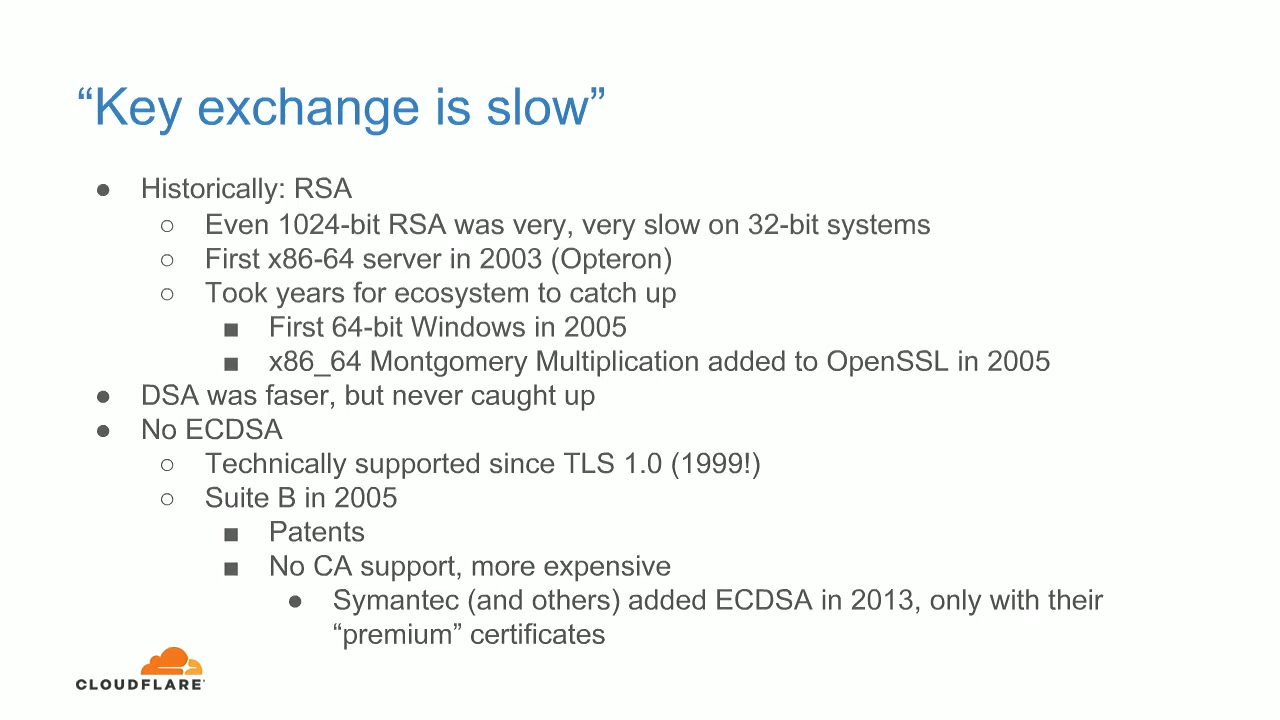 “Key exchange is slow”
● Historically: RSA
○ Even 1024-bit RSA was very, very slow on 32-bit systems
○ First x86-64 server in 2003 (Opteron)
○ Took years for ecosystem to catch up
■ First 64-bit Windows in 2005
■ x86_64 Montgomery Multiplication added to OpenSSL in 2005
● DSA was faser, but never caught up
● No ECDSA
○ Technically supported since TLS 1.0 (1999!)
○ Suite B in 2005
■ Patents
■ No CA support, more expensive
● Symantec (and others) added ECDSA in 2013, only with their
“premium” certificates
CLOUDFLARE